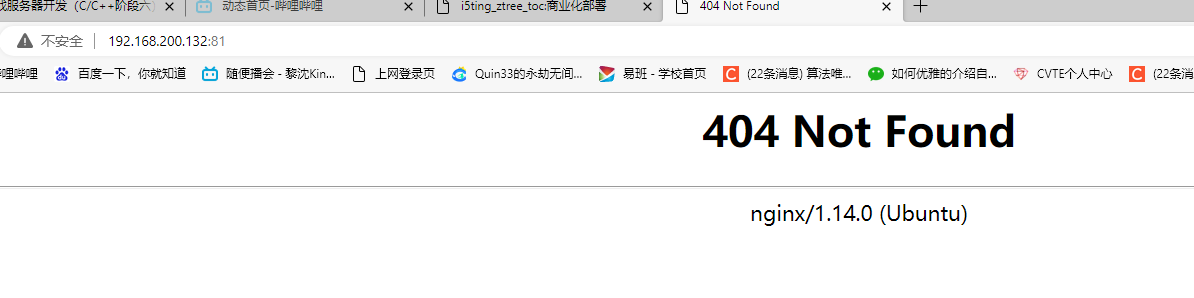 戏服务器开发（C/C++阶段六） 动态首页-哔哩哔哩 i5ting_ztree_toc:商业化部署 404 Not Found
不安全 192.168.200.132:81
哔哩哔哩 百度一下，你就知道 随便播会 - 黎沈Kin... 上网登录页 Quin33的永劫无间... 易班 - 学校首页 (22条消息) 算法唯... 如何优雅的介绍自... CVTE个人中心 (22条消
404 Not Found
nginx/1.14.0 (Ubuntu)